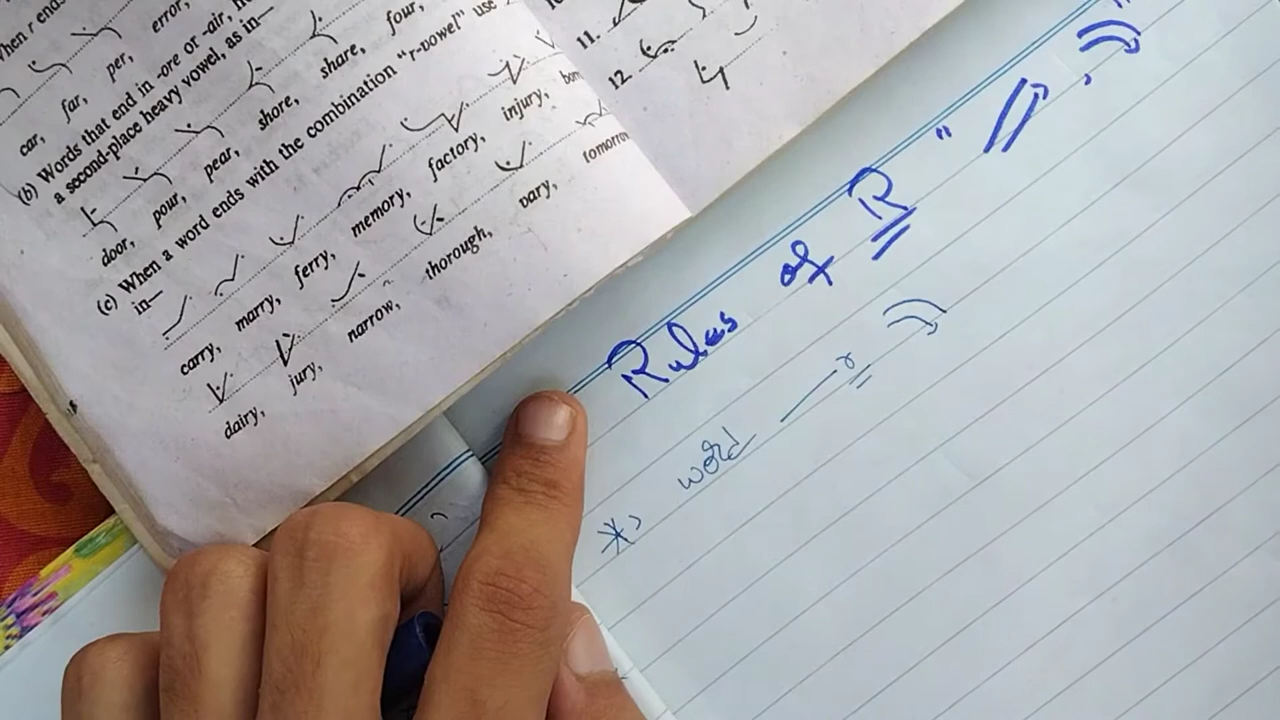 When r ends
error,
car, far, per,
(b) Words that end in -ore or -air,
a second-place heavy vowel, as in—
door, pour, pear, shore, share, four,
(c) When a word ends with the combination "r-vowel" use
in—
carry, marry, ferry, memory, factory, injury,
dairy, jury, narrow, thorough, vary,
11.
12
Rules of R "
word r